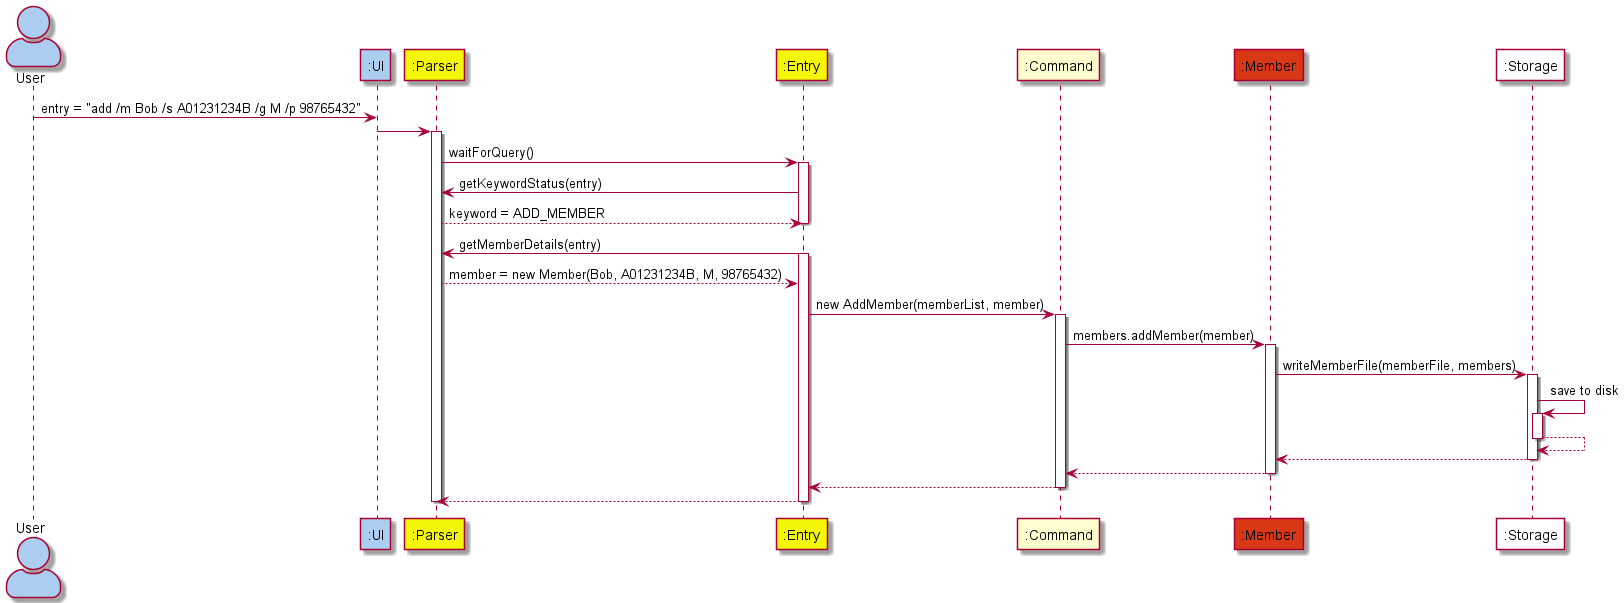 User
:UI
:Parser
:Entry
:Command
:Member
:Storage
entry = "add /m Bob /s A01231234B /g M /p 98765432"
waitForQuery()
getKeywordStatus(entry)
keyword = ADD_MEMBER
getMemberDetails(entry)
member = new Member(Bob, A01231234B, M, 98765432)
new AddMember(memberList, member)
members.addMember(member)
writeMemberFile(memberFile, members)
save to disk
User
:UI
:Parser
:Entry
:Command
:Member
:Storage